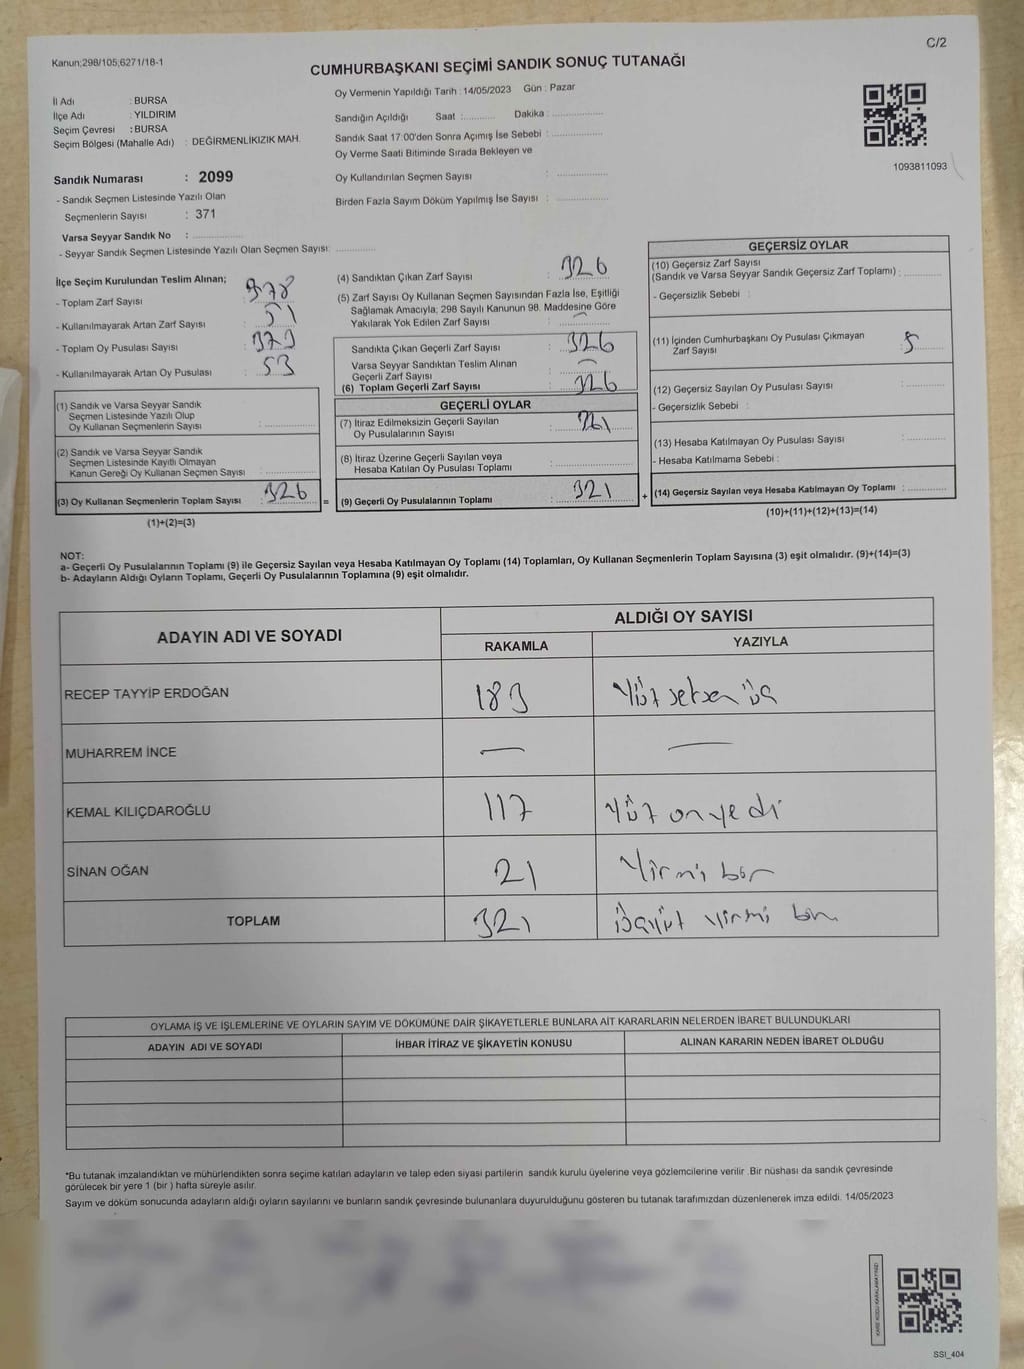 C/2
Kanun;298/105;6271/18-1
CUMHURBAŞKANI SEÇİMİ SANDIK SONUÇ TUTANAĞI
İl Adı : BURSA
İlçe Adı : YILDIRIM
Seçim Çevresi : BURSA
Seçim Bölgesi (Mahalle Adı) : DEĞİRMENLİKIZIK MAH.
Oy Vermenin Yapıldığı Tarih : 14/05/2023 Gün : Pazar
Sandığın Açıldığı Saat : Dakika :
Sandık Saat 17:00'den Sonra Açımış İse Sebebi :
Oy Verme Saati Bitiminde Sırada Bekleyen ve
Oy Kullandırılan Seçmen Sayısı :
Birden Fazla Sayım Döküm Yapılmış İse Sayısı :
1093811093
Sandık Numarası : 2099
- Sandık Seçmen Listesinde Yazılı Olan
Seçmenlerin Sayısı : 371
Varsa Seyyar Sandık No :
- Seyyar Sandık Seçmen Listesinde Yazılı Olan Seçmen Sayısı:
İlçe Seçim Kurulundan Teslim Alınan;
- Toplam Zarf Sayısı : 378
- Kullanılmayarak Artan Zarf Sayısı : 51
- Toplam Oy Pusulası Sayısı : 379
- Kullanılmayarak Artan Oy Pusulası : 53
(1) Sandık ve Varsa Seyyar Sandık
Seçmen Listesinde Yazılı Olup
Oy Kullanan Seçmenlerin Sayısı :
(2) Sandık ve Varsa Seyyar Sandık
Seçmen Listesinde Kayıtlı Olmayan
Kanun Gereği Oy Kullanan Seçmen Sayısı :
(3) Oy Kullanan Seçmenlerin Toplam Sayısı : 326
(1)+(2)=(3)
=
(4) Sandıktan Çıkan Zarf Sayısı : 326
(5) Zarf Sayısı Oy Kullanan Seçmen Sayısından Fazla İse, Eşitliği
Sağlamak Amacıyla; 298 Sayılı Kanunun 98. Maddesine Göre
Yakılarak Yok Edilen Zarf Sayısı : —
Sandıkta Çıkan Geçerli Zarf Sayısı : 326
Varsa Seyyar Sandıktan Teslim Alınan
Geçerli Zarf Sayısı : —
(6) Toplam Geçerli Zarf Sayısı : 326
GEÇERLİ OYLAR
(7) İtiraz Edilmeksizin Geçerli Sayılan
Oy Pusulalarının Sayısı :
(8) İtiraz Üzerine Geçerli Sayılan veya
Hesaba Katılan Oy Pusulası Toplamı :
(9) Geçerli Oy Pusulalarının Toplamı : 321
+
GEÇERSİZ OYLAR
(10) Geçersiz Zarf Sayısı
(Sandık ve Varsa Seyyar Sandık Geçersiz Zarf Toplamı) :
- Geçersizlik Sebebi :
(11) İçinden Cumhurbaşkanı Oy Pusulası Çıkmayan
Zarf Sayısı : 5
(12) Geçersiz Sayılan Oy Pusulası Sayısı :
- Geçersizlik Sebebi :
(13) Hesaba Katılmayan Oy Pusulası Sayısı :
- Hesaba Katılmama Sebebi :
(14) Geçersiz Sayılan veya Hesaba Katılmayan Oy Toplamı :
(10)+(11)+(12)+(13)=(14)
NOT:
a- Geçerli Oy Pusulalarının Toplamı (9) ile Geçersiz Sayılan veya Hesaba Katılmayan Oy Toplamı (14) Toplamları, Oy Kullanan Seçmenlerin Toplam Sayısına (3) eşit olmalıdır. (9)+(14)=(3)
b- Adayların Aldığı Oyların Toplamı, Geçerli Oy Pusulalarının Toplamına (9) eşit olmalıdır.
ADAYIN ADI VE SOYADI
ALDIĞI OY SAYISI
RAKAMLA YAZIYLA
RECEP TAYYİP ERDOĞAN 183 Yüz seksen üç
MUHARREM İNCE — —
KEMAL KILIÇDAROĞLU 117 Yüz on yedi
SİNAN OĞAN 21 Yirmi bir
TOPLAM 321 üçyüz yirmi bir
OYLAMA İŞ VE İŞLEMLERİNE VE OYLARIN SAYIM VE DÖKÜMÜNE DAİR ŞİKAYETLERLE BUNLARA AİT KARARLARIN NELERDEN İBARET BULUNDUKLARI
ADAYIN ADI VE SOYADI İHBAR İTİRAZ VE ŞİKAYETİN KONUSU ALINAN KARARIN NEDEN İBARET OLDUĞU
*Bu tutanak imzalandıktan ve mühürlendikten sonra seçime katılan adayların ve talep eden siyasi partilerin sandık kurulu üyelerine veya gözlemcilerine verilir. Bir nüshası da sandık çevresinde
görülecek bir yere 1 (bir ) hafta süreyle asılır.
Sayım ve döküm sonucunda adayların aldığı oyların sayılarını ve bunların sandık çevresinde bulunanlara duyurulduğunu gösteren bu tutanak tarafımızdan düzenlenerek imza edildi. 14/05/2023
KARE KODU KARALAMAYINIZ!
SSI_404